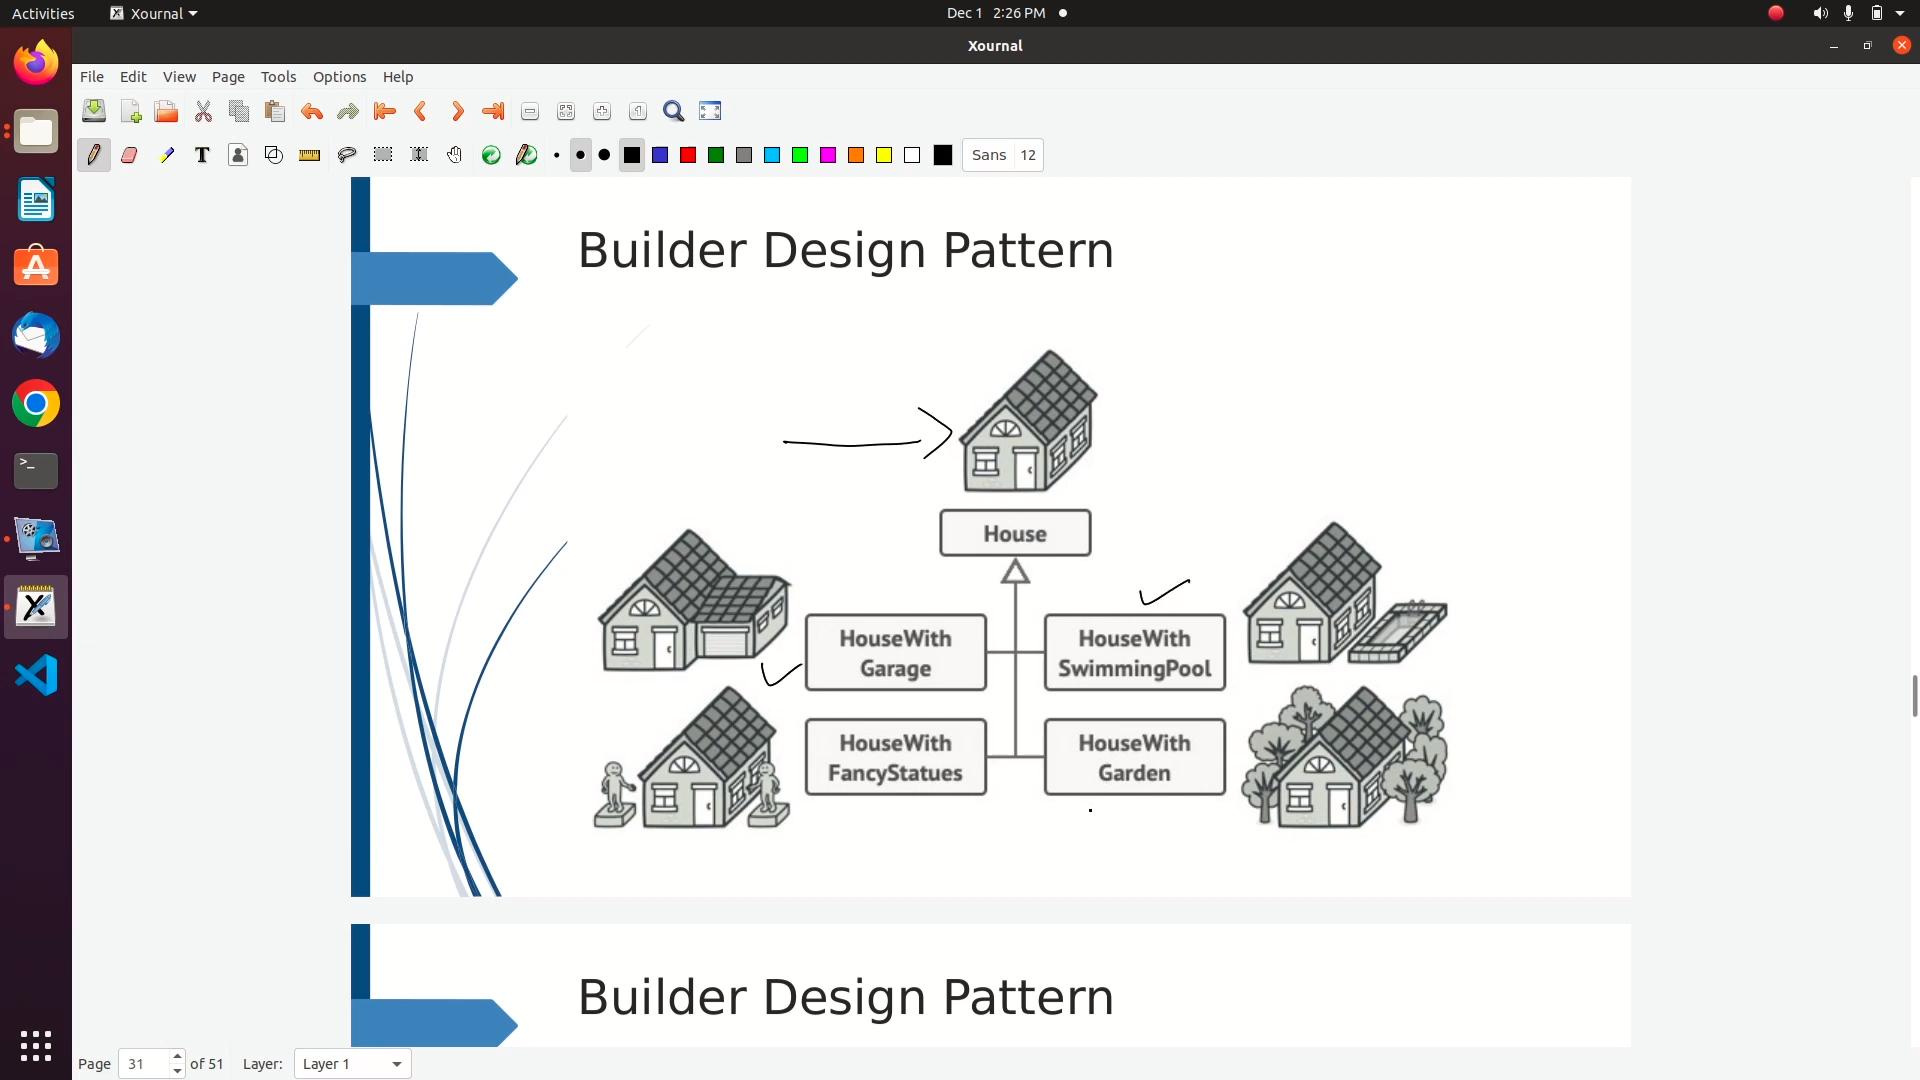 Activities
Xournal
Dec 1 2:26 PM
Xournal
File Edit View Page Tools Options Help
T
Sans 12
Builder Design Pattern
House
HouseWith
Garage
HouseWith
SwimmingPool
HouseWith
FancyStatues
HouseWith
Garden
Builder Design Pattern
Page 31 of 51 Layer: Layer 1